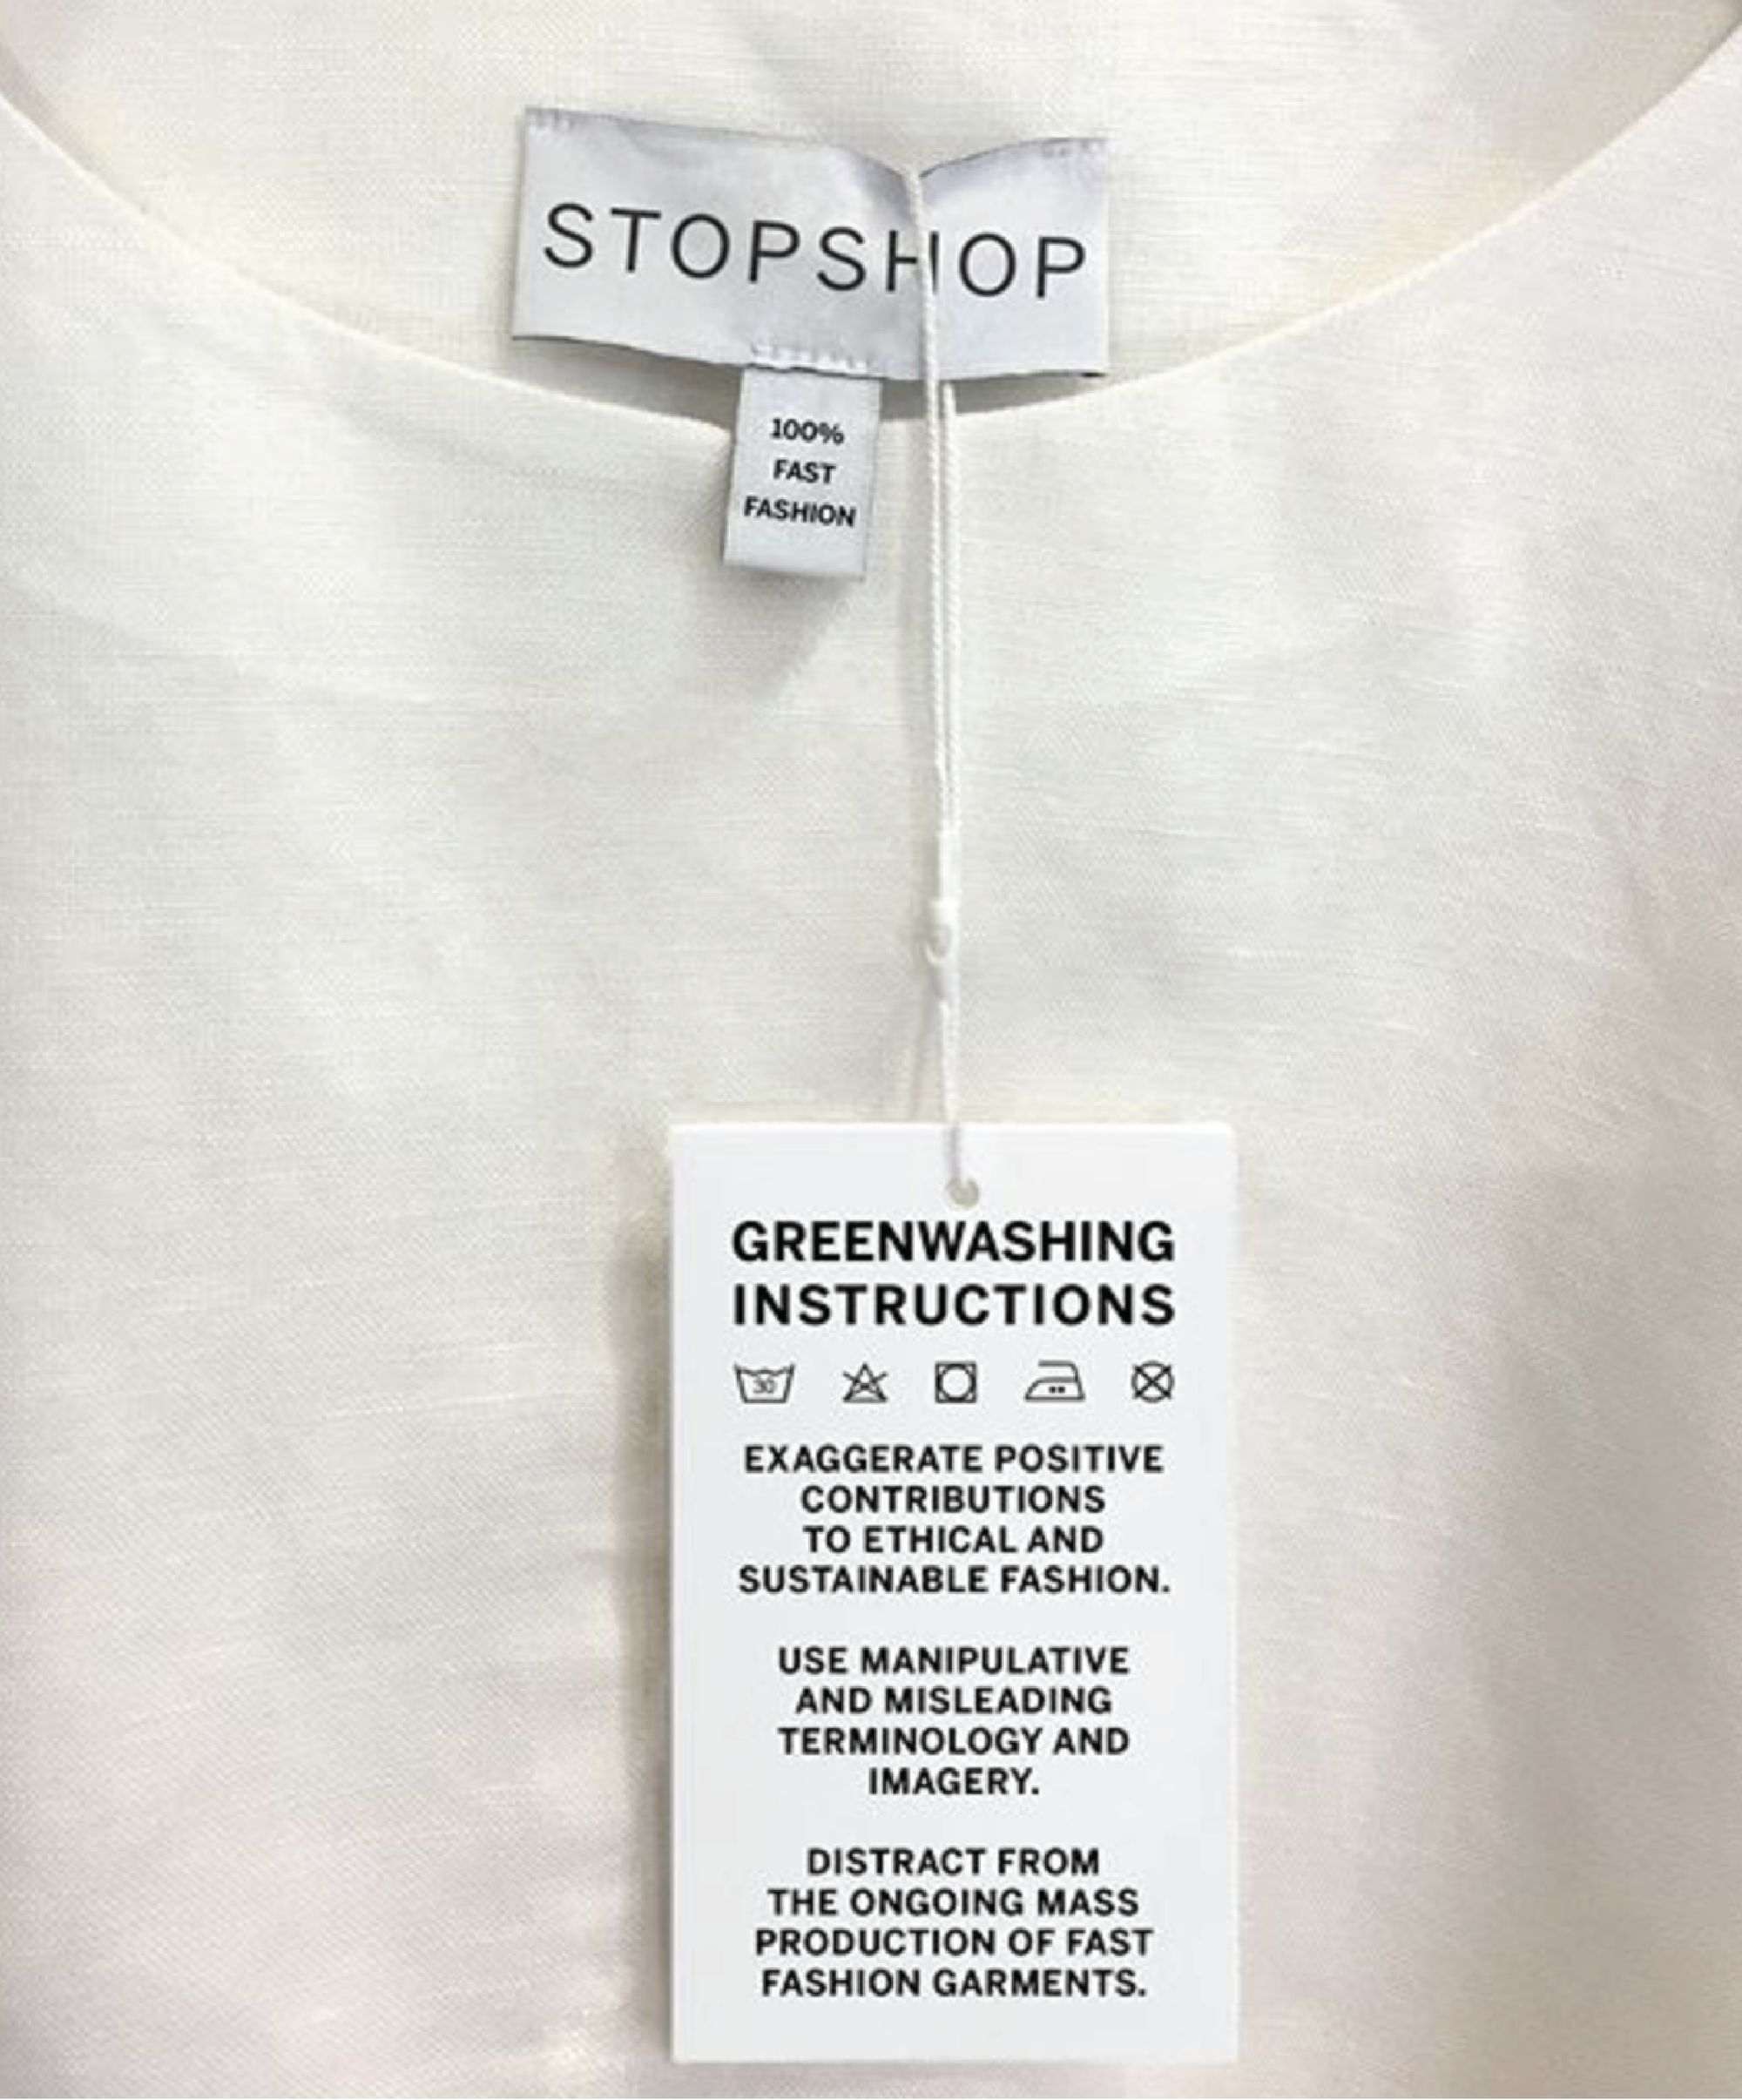 STOPSHOP
100%
FAST
FASHION
GREENWASHING
INSTRUCTIONS
30
EXAGGERATE POSITIVE
CONTRIBUTIONS
TO ETHICAL AND
SUSTAINABLE FASHION.
USE MANIPULATIVE
AND MISLEADING
TERMINOLOGY AND
IMAGERY.
DISTRACT FROM
THE ONGOING MASS
PRODUCTION OF FAST
FASHION GARMENTS.